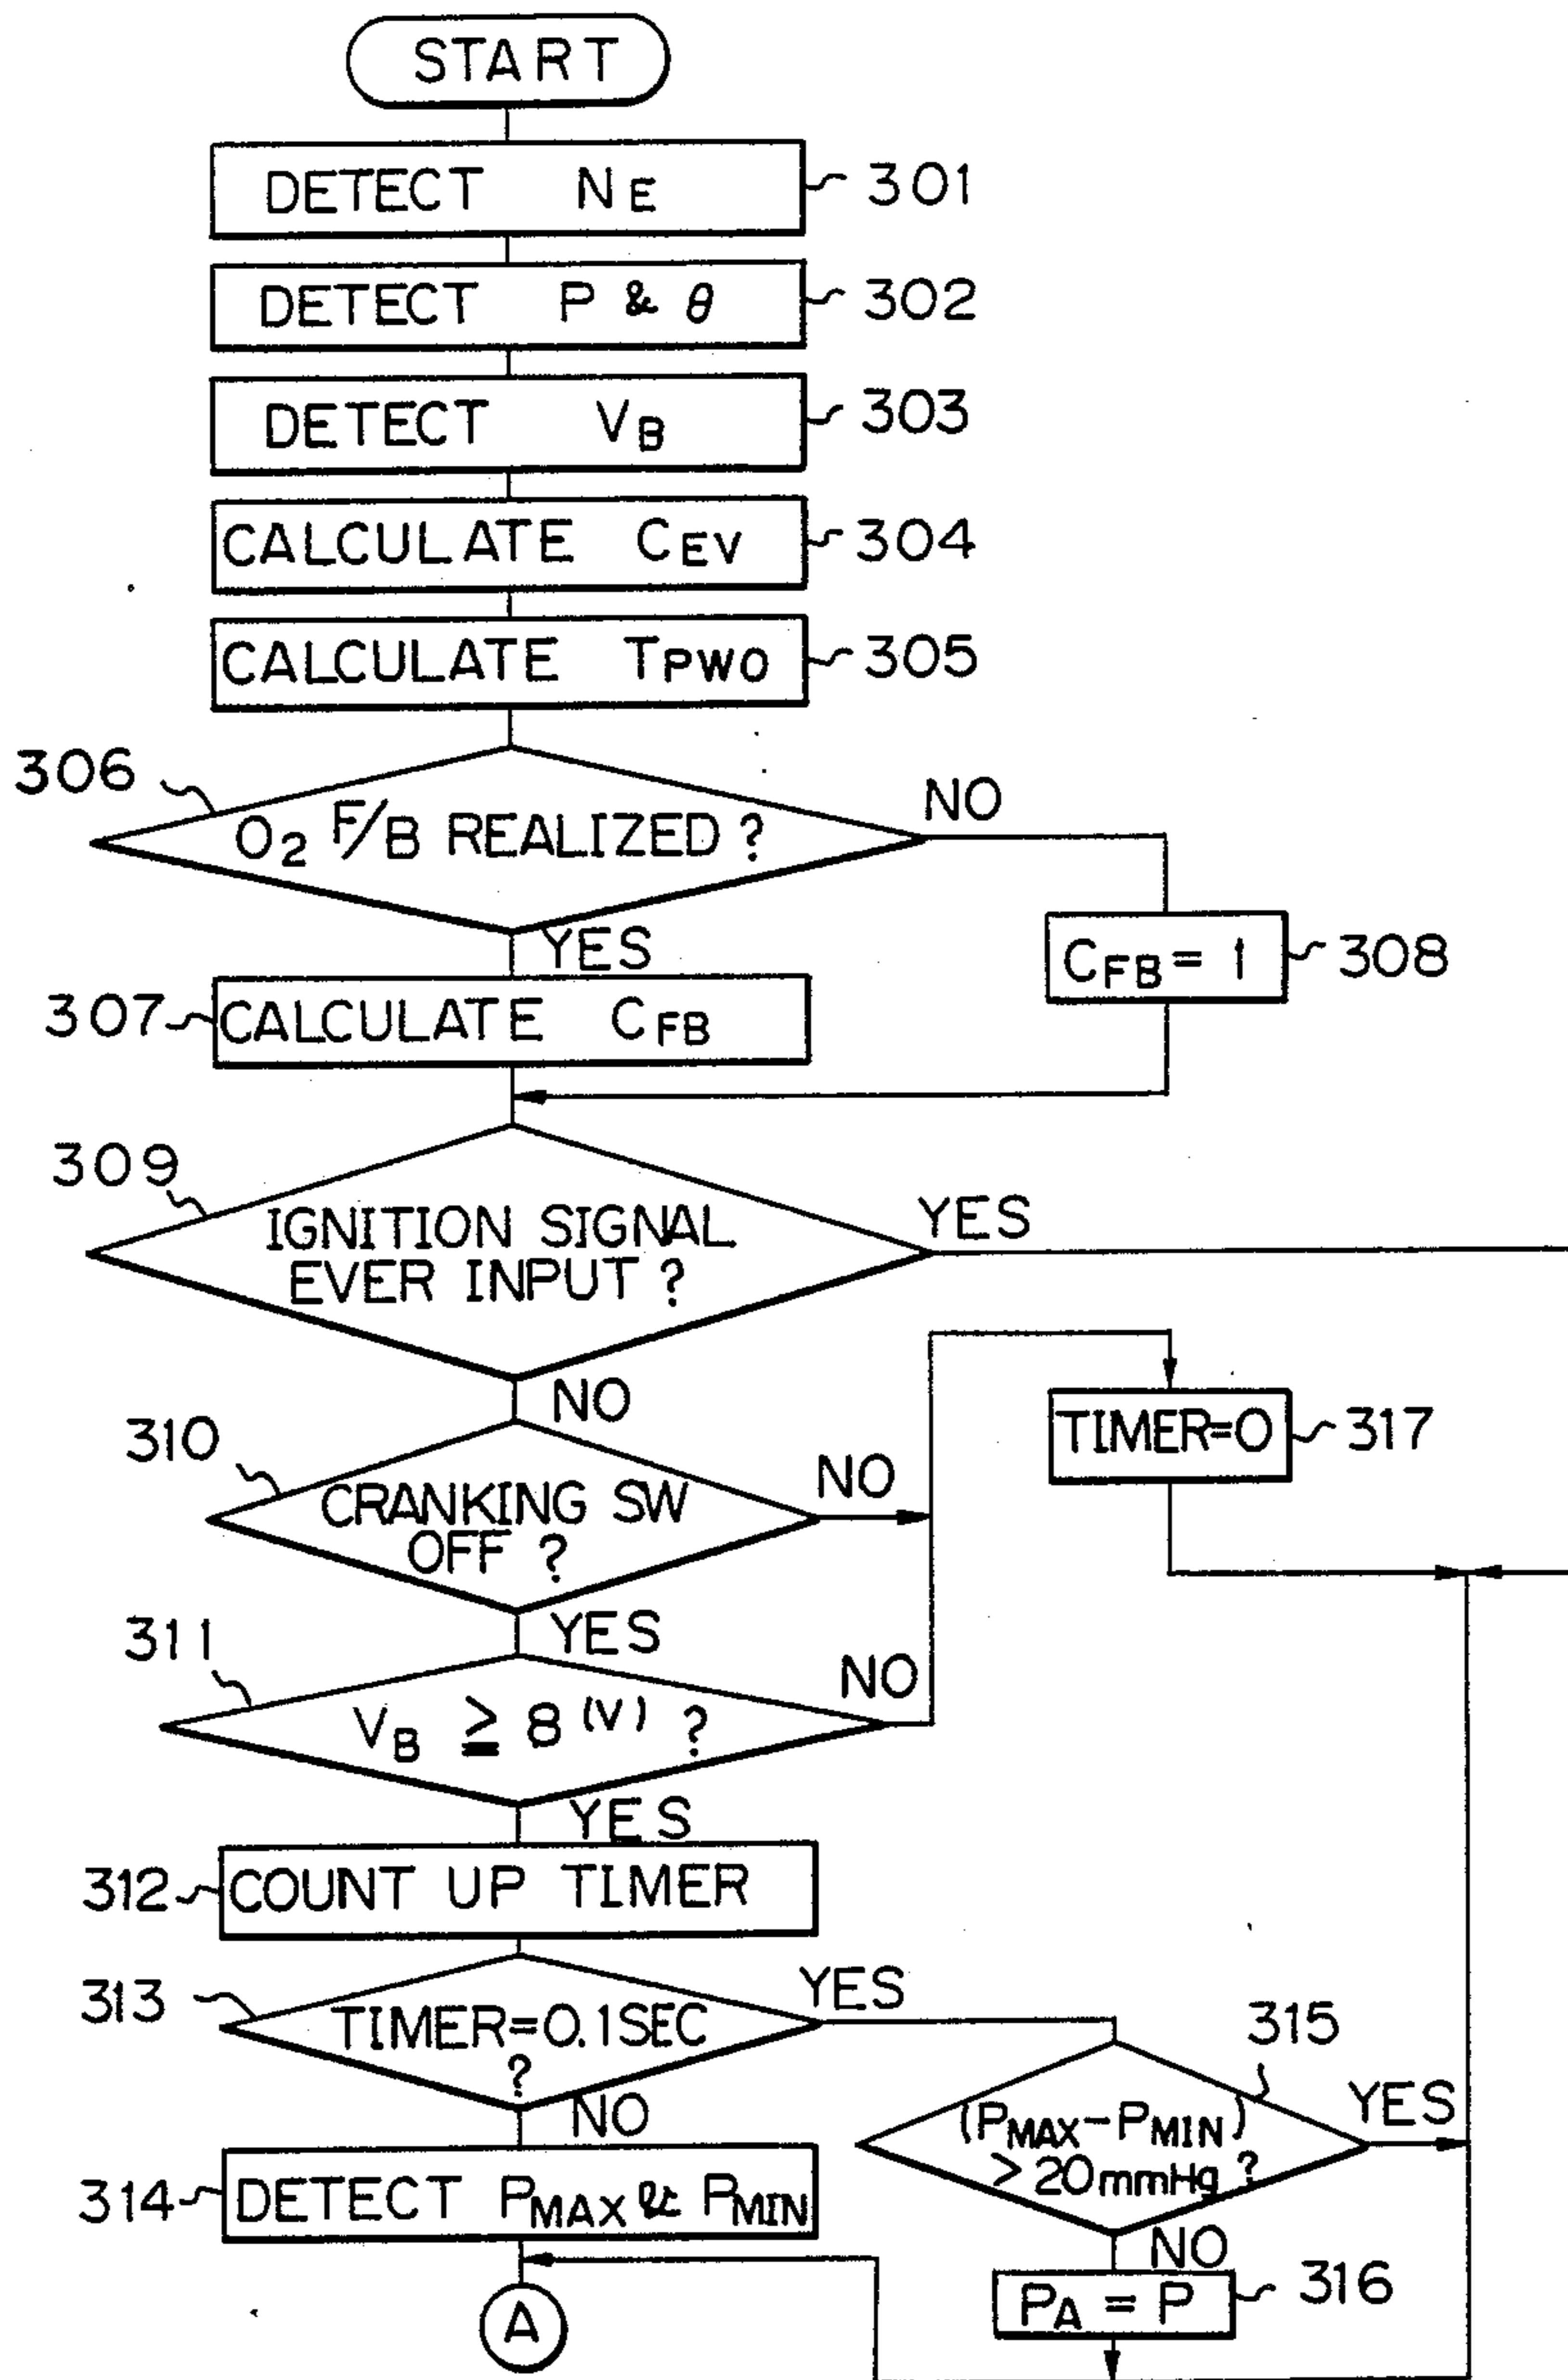 START
DETECT NE
301
DETECT P & θ
302
DETECT VB
303
CALCULATE CEV
304
CALCULATE TPWO
305
306
O2 F/B REALIZED ?
NO
YES
CFB = 1
308
307
CALCULATE CFB
309
IGNITION SIGNAL
EVER INPUT ?
YES
NO
TIMER=0
317
310
CRANKING SW
OFF ?
NO
YES
311
VB ≧ 8 (V) ?
NO
YES
312
COUNT UP TIMER
313
TIMER=0.1SEC
?
YES
NO
315
(PMAX-PMIN)
> 20mmHg ?
YES
NO
314
DETECT PMAX & PMIN
PA = P
316
A